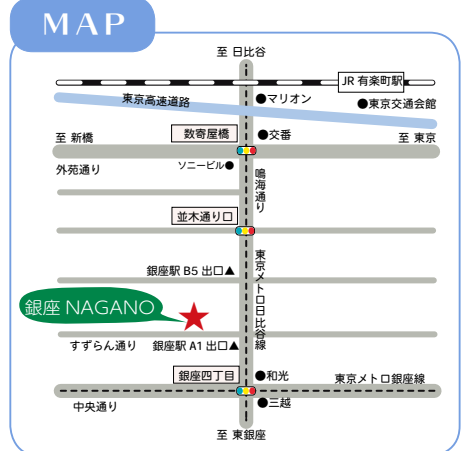 MAP
至 日比谷
JR 有楽町駅
東京高速道路
●マリオン
●東京交通会館
至 新橋
数寄屋橋
●交番
至 東京
外苑通り
ソニービル●
鳴海通り
並木通り口
銀座駅 B5 出口▲
東京メトロ日比谷線
銀座 NAGANO
すずらん通り
銀座駅 A1 出口▲
銀座四丁目
●和光
東京メトロ銀座線
中央通り
●三越
至 東銀座